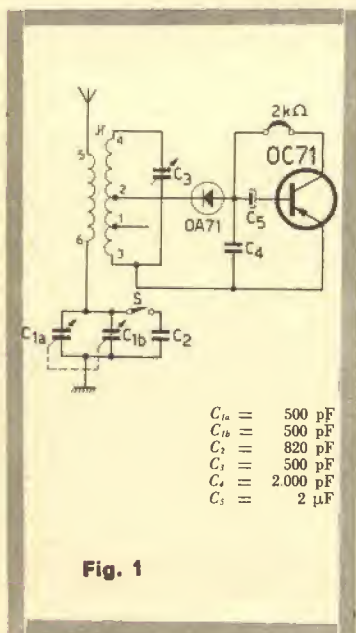 2kΩ
OC71
4
5
C3
2
1
OA71
C5
6
3
C4
S
C1a
C1b
C2
C1a = 500 pF
C1b = 500 pF
C2 = 820 pF
C3 = 500 pF
C4 = 2.000 pF
C5 = 2 μF
Fig. 1